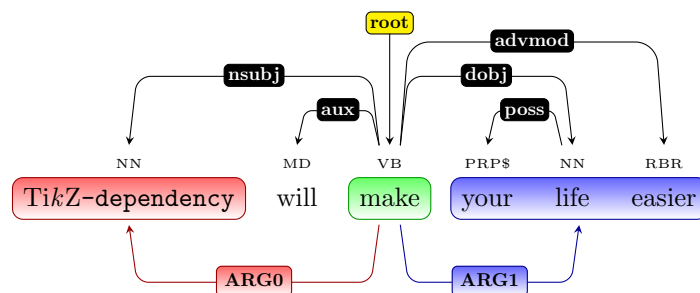 root
advmod
nsubj dobj
aux poss
NN MD VB PRP$ NN RBR
TikZ-dependency will make your life easier
ARG0 ARG1